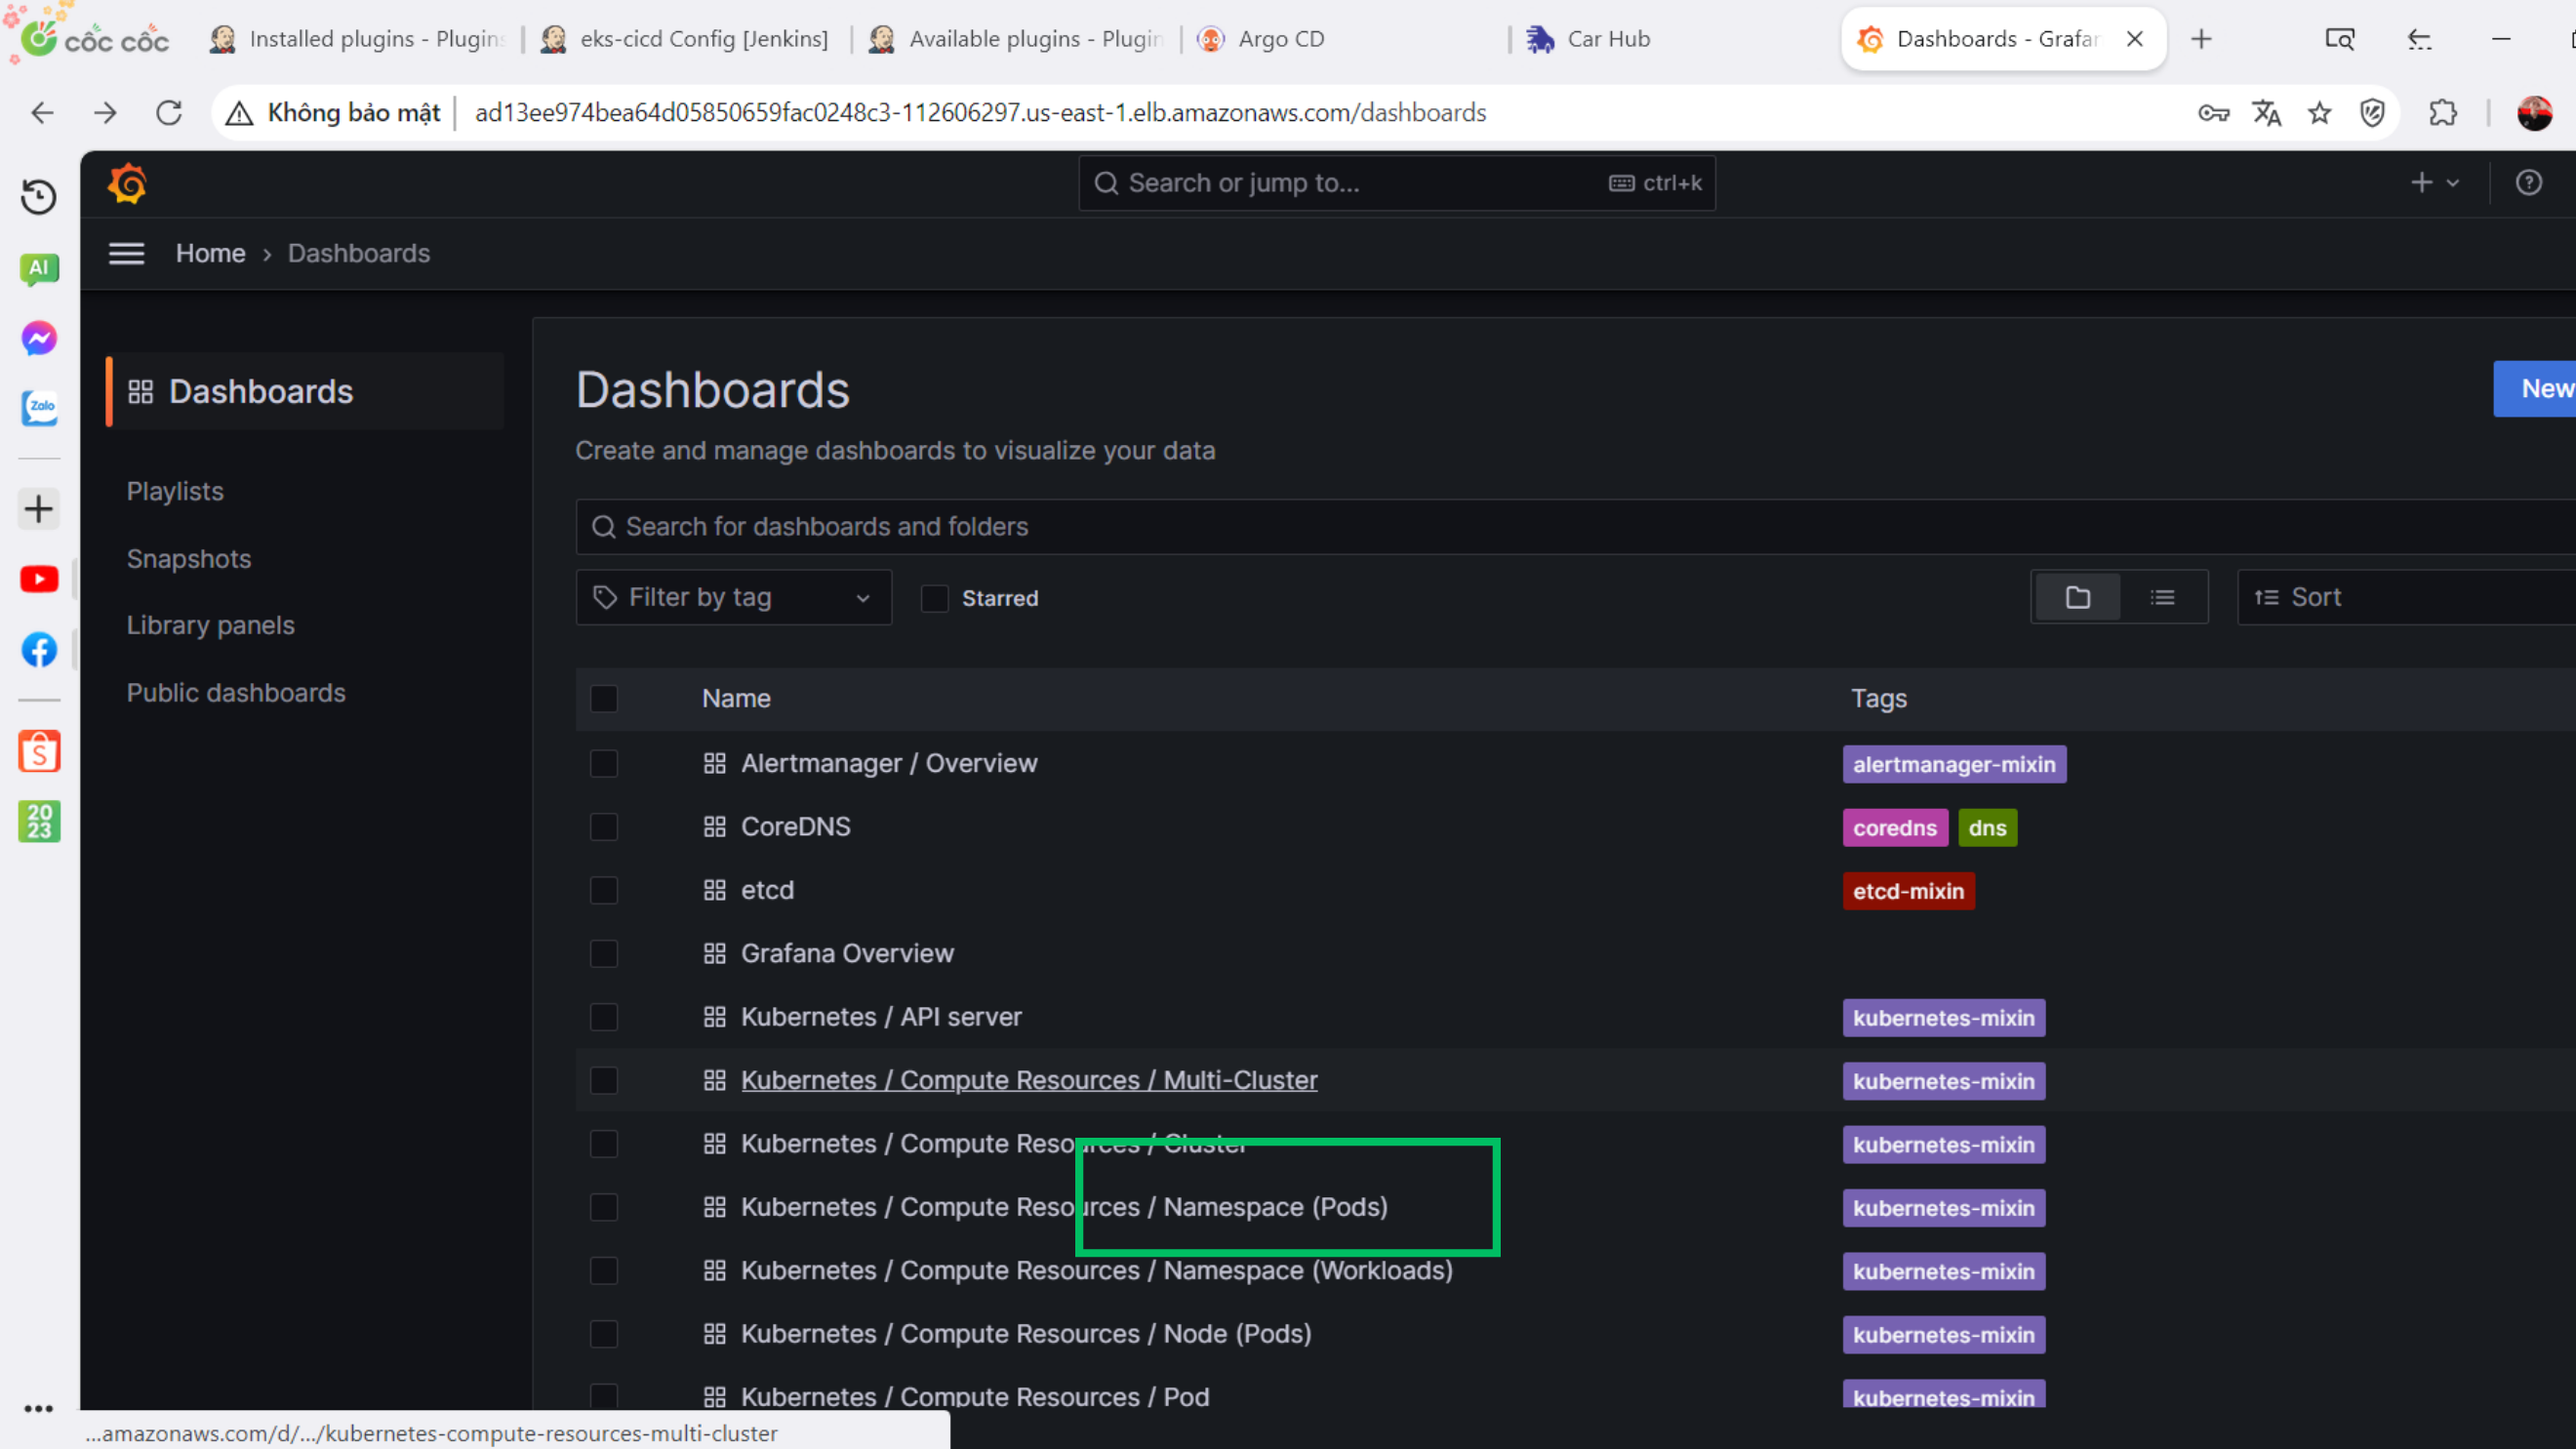 cốc cốc
Installed plugins - Plugins
eks-cicd Config [Jenkins]
Available plugins - Plugin
Argo CD
Car Hub
Dashboards - Grafan
Không bảo mật
ad13ee974bea64d05850659fac0248c3-112606297.us-east-1.elb.amazonaws.com/dashboards
Search or jump to...
ctrl+k
AI
Zalo
20
23
Home › Dashboards
Dashboards
Playlists
Snapshots
Library panels
Public dashboards
Dashboards
New
Create and manage dashboards to visualize your data
Search for dashboards and folders
Filter by tag
Starred
Sort
Name
Tags
Alertmanager / Overview
alertmanager-mixin
CoreDNS
coredns
dns
etcd
etcd-mixin
Grafana Overview
Kubernetes / API server
kubernetes-mixin
Kubernetes / Compute Resources / Multi-Cluster
kubernetes-mixin
Kubernetes / Compute Resources / Cluster
kubernetes-mixin
Kubernetes / Compute Resources / Namespace (Pods)
kubernetes-mixin
Kubernetes / Compute Resources / Namespace (Workloads)
kubernetes-mixin
Kubernetes / Compute Resources / Node (Pods)
kubernetes-mixin
Kubernetes / Compute Resources / Pod
kubernetes-mixin
...amazonaws.com/d/.../kubernetes-compute-resources-multi-cluster